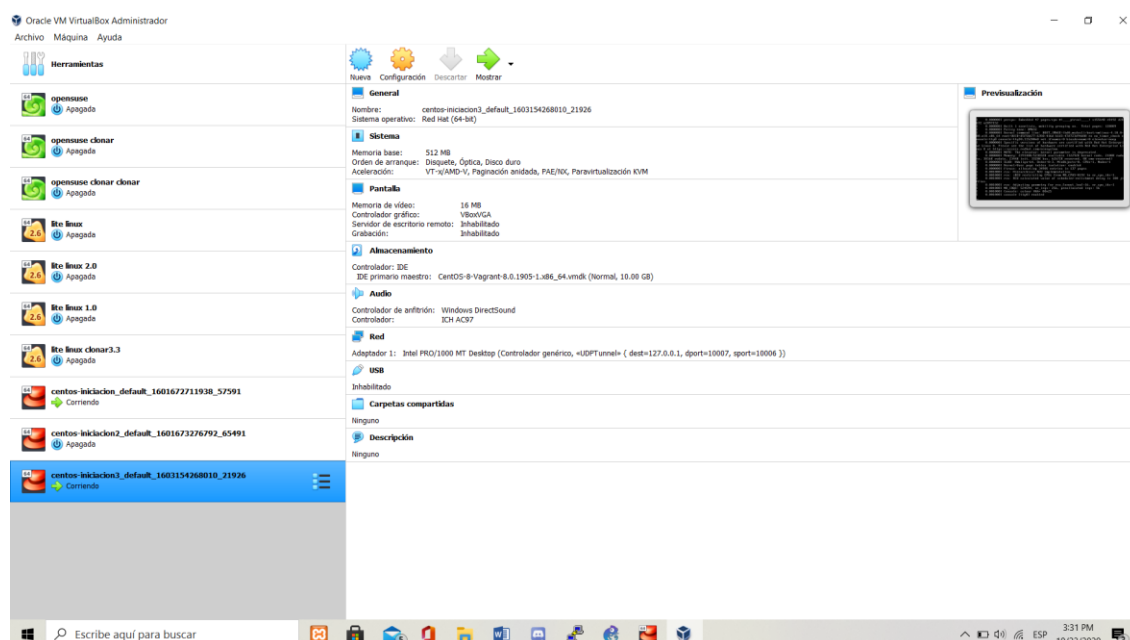 Oracle VM VirtualBox Administrador
Archivo Máquina Ayuda
Herramientas
Nueva Configuración Descartar Mostrar
opensuse
Apagada
opensuse clonar
Apagada
opensuse clonar clonar
Apagada
lite linux
Apagada
lite linux 2.0
Apagada
lite linux 1.0
Apagada
lite linux clonar3.3
Apagada
centos-iniciacion_default_1601672711938_57591
Corriendo
centos-iniciacion2_default_1601673276792_65491
Apagada
centos-iniciacion3_default_1603154268010_21926
Corriendo
General
Nombre: centos-iniciacion3_default_1603154268010_21926
Sistema operativo: Red Hat (64-bit)
Sistema
Memoria base: 512 MB
Orden de arranque: Disquete, Óptica, Disco duro
Aceleración: VT-x/AMD-V, Paginación anidada, PAE/NX, Paravirtualización KVM
Pantalla
Memoria de vídeo: 16 MB
Controlador gráfico: VBoxVGA
Servidor de escritorio remoto: Inhabilitado
Grabación: Inhabilitado
Almacenamiento
Controlador: IDE
IDE primario maestro: CentOS-8-Vagrant-8.0.1905-1.x86_64.vmdk (Normal, 10.00 GB)
Audio
Controlador de anfitrión: Windows DirectSound
Controlador: ICH AC97
Red
Adaptador 1: Intel PRO/1000 MT Desktop (Controlador genérico, «UDPTunnel» { dest=127.0.0.1, dport=10007, sport=10006 })
USB
Inhabilitado
Carpetas compartidas
Ninguno
Descripción
Ninguno
Previsualización
Escribe aquí para buscar
ESP
3:31 PM